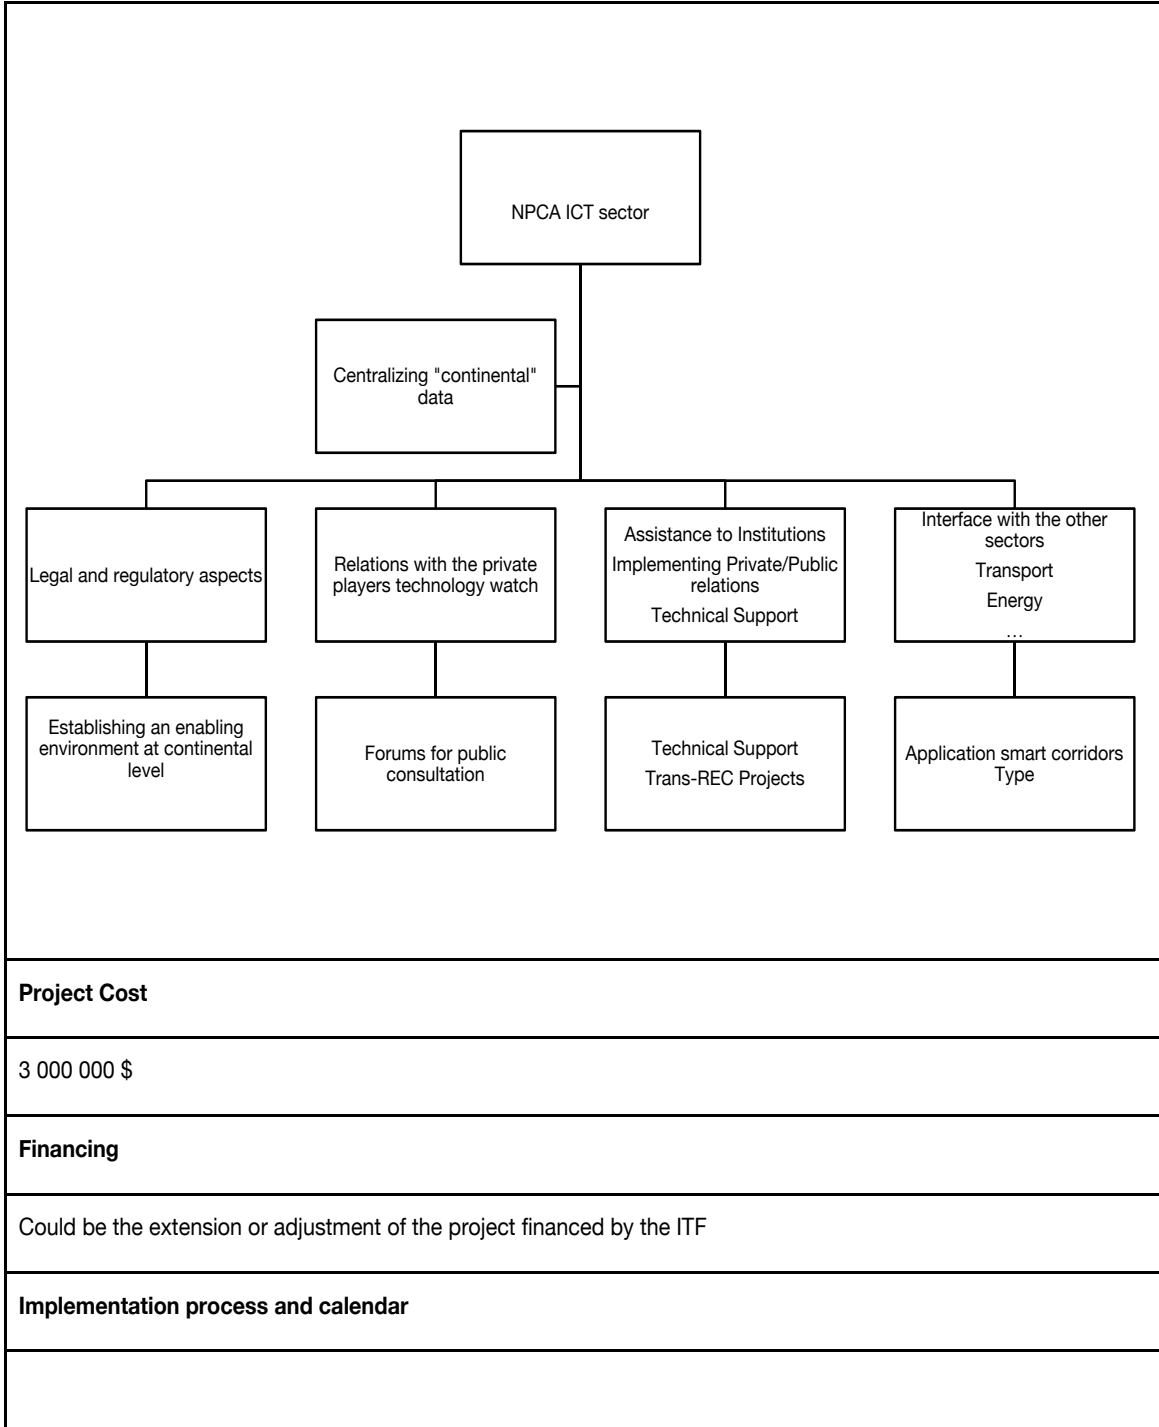 NPCA ICT sector
Centralizing "continental"
data
Legal and regulatory aspects
Relations with the private
players technology watch
Assistance to Institutions
Implementing Private/Public
relations
Technical Support
Interface with the other
sectors
Transport
Energy
...
Establishing an enabling
environment at continental
level
Forums for public
consultation
Technical Support
Trans-REC Projects
Application smart corridors
Type
Project Cost
3 000 000 $
Financing
Could be the extension or adjustment of the project financed by the ITF
Implementation process and calendar